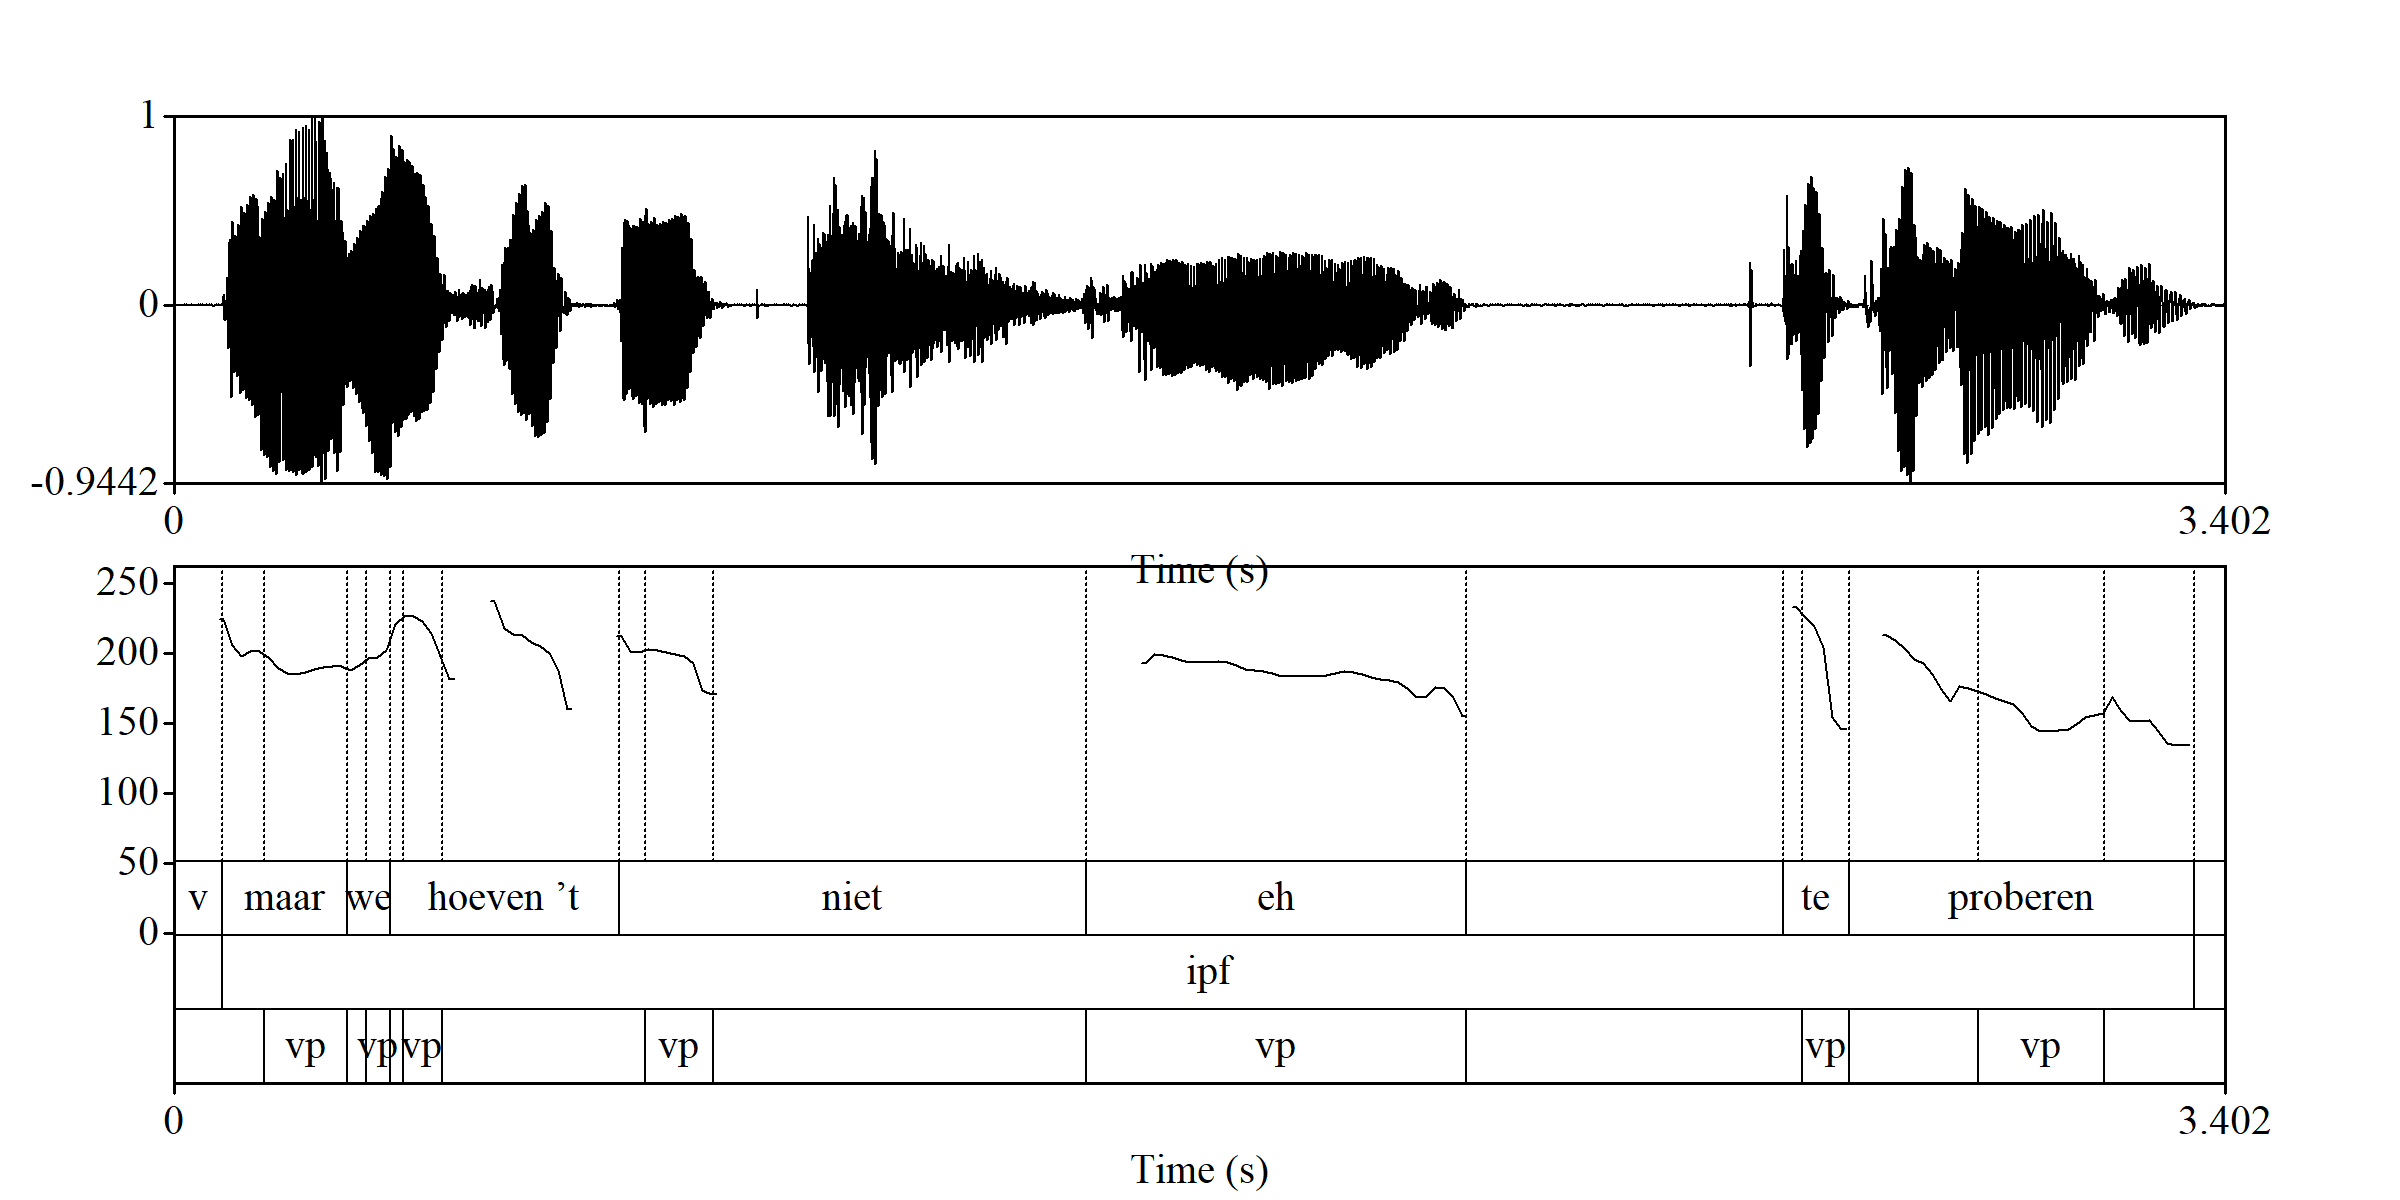 1
0
-0.9442
0 3.402
Time (s)
250
200
150
100
50
0
v maar we hoeven ’t niet eh te proberen
ipf
vp vp vp vp vp vp vp
0 3.402
Time (s)